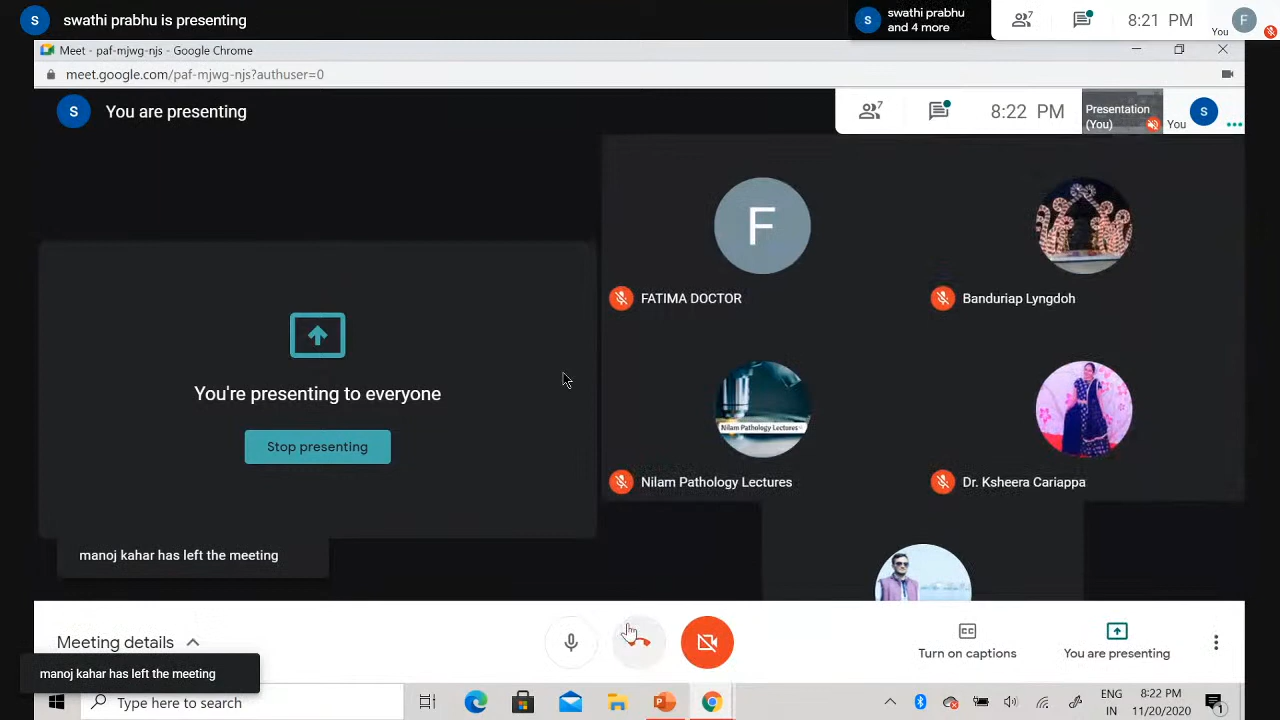 S swathi prabhu is presenting
S swathi prabhu
and 4 more
7
8:21 PM
You
F
Meet - paf-mjwg-njs - Google Chrome
meet.google.com/paf-mjwg-njs?authuser=0
S You are presenting
7
8:22 PM
Presentation
(You)
You
S
F
FATIMA DOCTOR
Banduriap Lyngdoh
You're presenting to everyone
Stop presenting
Nilam Pathology Lectures
Nilam Pathology Lectures
Dr. Ksheera Cariappa
manoj kahar has left the meeting
Meeting details
CC
Turn on captions
You are presenting
manoj kahar has left the meeting
Type here to search
ENG
IN
8:22 PM
11/20/2020
1